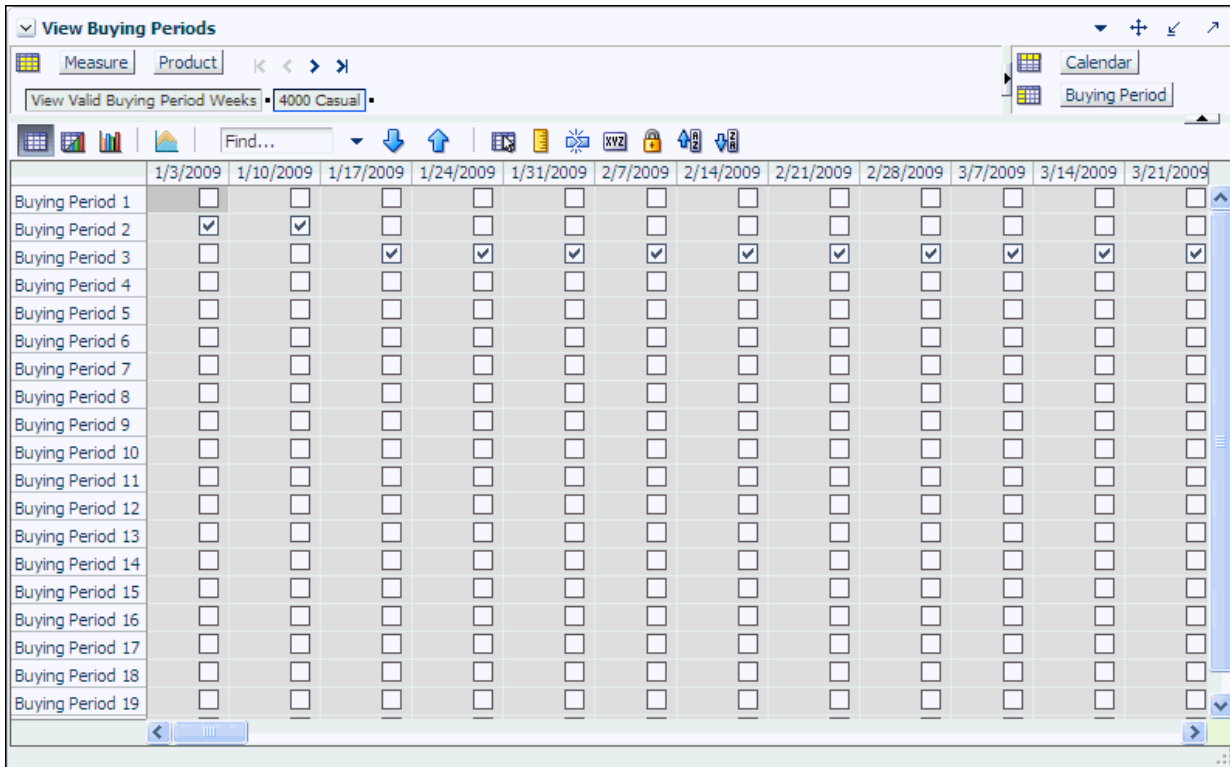 View Buying Periods
Measure Product Calendar
Buying Period
View Valid Buying Period Weeks 4000 Casual
Find... XYZ A Z Z A
1/3/2009 1/10/2009 1/17/2009 1/24/2009 1/31/2009 2/7/2009 2/14/2009 2/21/2009 2/28/2009 3/7/2009 3/14/2009 3/21/2009
Buying Period 1
Buying Period 2
Buying Period 3
Buying Period 4
Buying Period 5
Buying Period 6
Buying Period 7
Buying Period 8
Buying Period 9
Buying Period 10
Buying Period 11
Buying Period 12
Buying Period 13
Buying Period 14
Buying Period 15
Buying Period 16
Buying Period 17
Buying Period 18
Buying Period 19